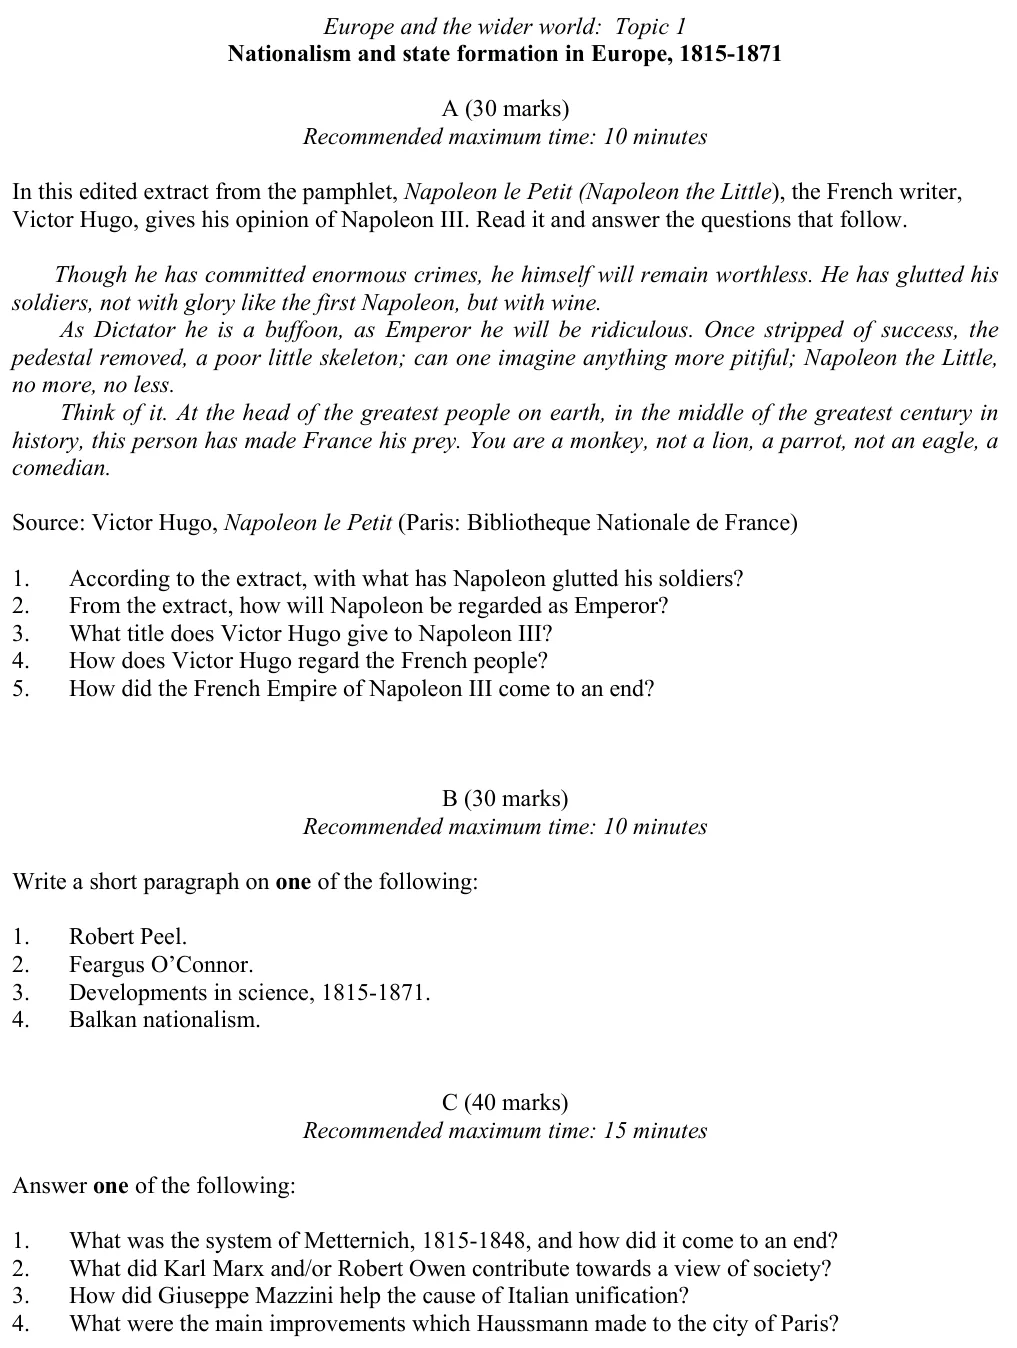 Europe and the wider world: Topic 1
Nationalism and state formation in Europe, 1815-1871
A (30 marks)
Recommended maximum time: 10 minutes
In this edited extract from the pamphlet, Napoleon le Petit (Napoleon the Little), the French writer,
Victor Hugo, gives his opinion of Napoleon III. Read it and answer the questions that follow.
Though he has committed enormous crimes, he himself will remain worthless. He has glutted his
soldiers, not with glory like the first Napoleon, but with wine.
As Dictator he is a buffoon, as Emperor he will be ridiculous. Once stripped of success, the
pedestal removed, a poor little skeleton; can one imagine anything more pitiful; Napoleon the Little,
no more, no less.
Think of it. At the head of the greatest people on earth, in the middle of the greatest century in
history, this person has made France his prey. You are a monkey, not a lion, a parrot, not an eagle, a
comedian.
Source: Victor Hugo, Napoleon le Petit (Paris: Bibliotheque Nationale de France)
1. According to the extract, with what has Napoleon glutted his soldiers?
2. From the extract, how will Napoleon be regarded as Emperor?
3. What title does Victor Hugo give to Napoleon III?
4. How does Victor Hugo regard the French people?
5. How did the French Empire of Napoleon III come to an end?
B (30 marks)
Recommended maximum time: 10 minutes
Write a short paragraph on one of the following:
1. Robert Peel.
2. Feargus O’Connor.
3. Developments in science, 1815-1871.
4. Balkan nationalism.
C (40 marks)
Recommended maximum time: 15 minutes
Answer one of the following:
1. What was the system of Metternich, 1815-1848, and how did it come to an end?
2. What did Karl Marx and/or Robert Owen contribute towards a view of society?
3. How did Giuseppe Mazzini help the cause of Italian unification?
4. What were the main improvements which Haussmann made to the city of Paris?